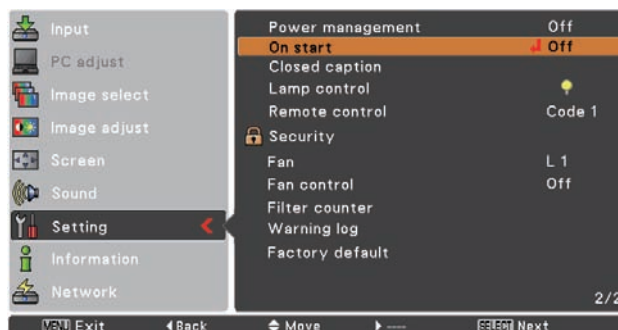 Input
PC adjust
Image select
Image adjust
Screen
Sound
Setting
Information
Network
Power management Off
On start Off
Closed caption
Lamp control
Remote control Code 1
Security
Fan L 1
Fan control Off
Filter counter
Warning log
Factory default
2/2
MENU Exit Back Move ---- SELECT Next